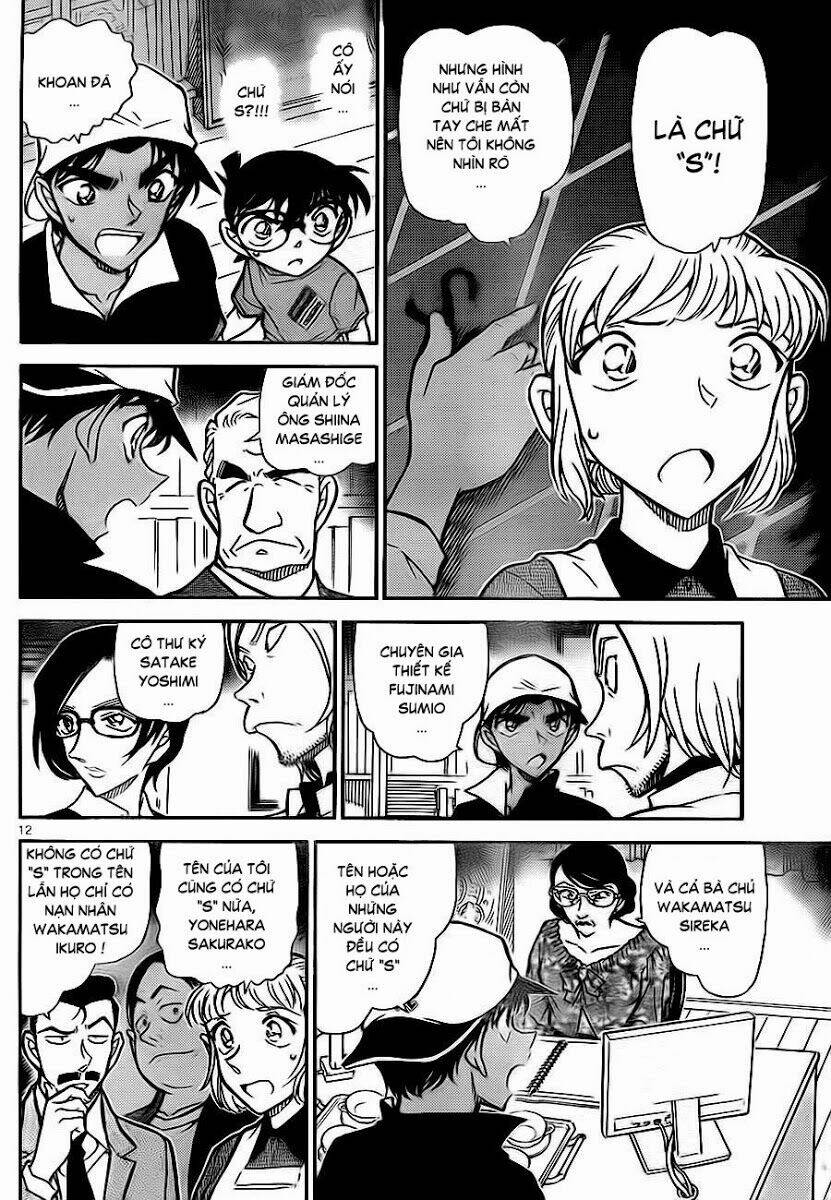 LÀ CHỮ
"S"!
NHƯNG HÌNH
NHƯ VẪN CÒN
CHỮ BỊ BÀN
TAY CHE MẤT
NÊN TÔI KHÔNG
NHÌN RÕ
...
CÔ
ẤY
NÓI
...
CHỮ
S?!!!
KHOAN ĐÃ
...
GIÁM ĐỐC
QUẢN LÝ
ÔNG SHIINA
MASASHIGE
...
CHUYÊN GIA
THIẾT KẾ
FUJINAMI
SUMIO
...
CÔ THƯ KÝ
SATAKE
YOSHIMI
...
12
VÀ CẢ BÀ CHỦ
WAKAMATSU
SIREKA
...
TÊN HOẶC
HỌ CỦA
NHỮNG
NGƯỜI NÀY
ĐỀU CÓ
CHỮ "S"
...
TÊN CỦA TÔI
CŨNG CÓ CHỮ
"S" NỮA,
YONEHARA
SAKURAKO
...
KHÔNG CÓ CHỮ
"S" TRONG TÊN
LẪN HỌ CHỈ CÓ
NẠN NHÂN
WAKAMATSU
IKURO !